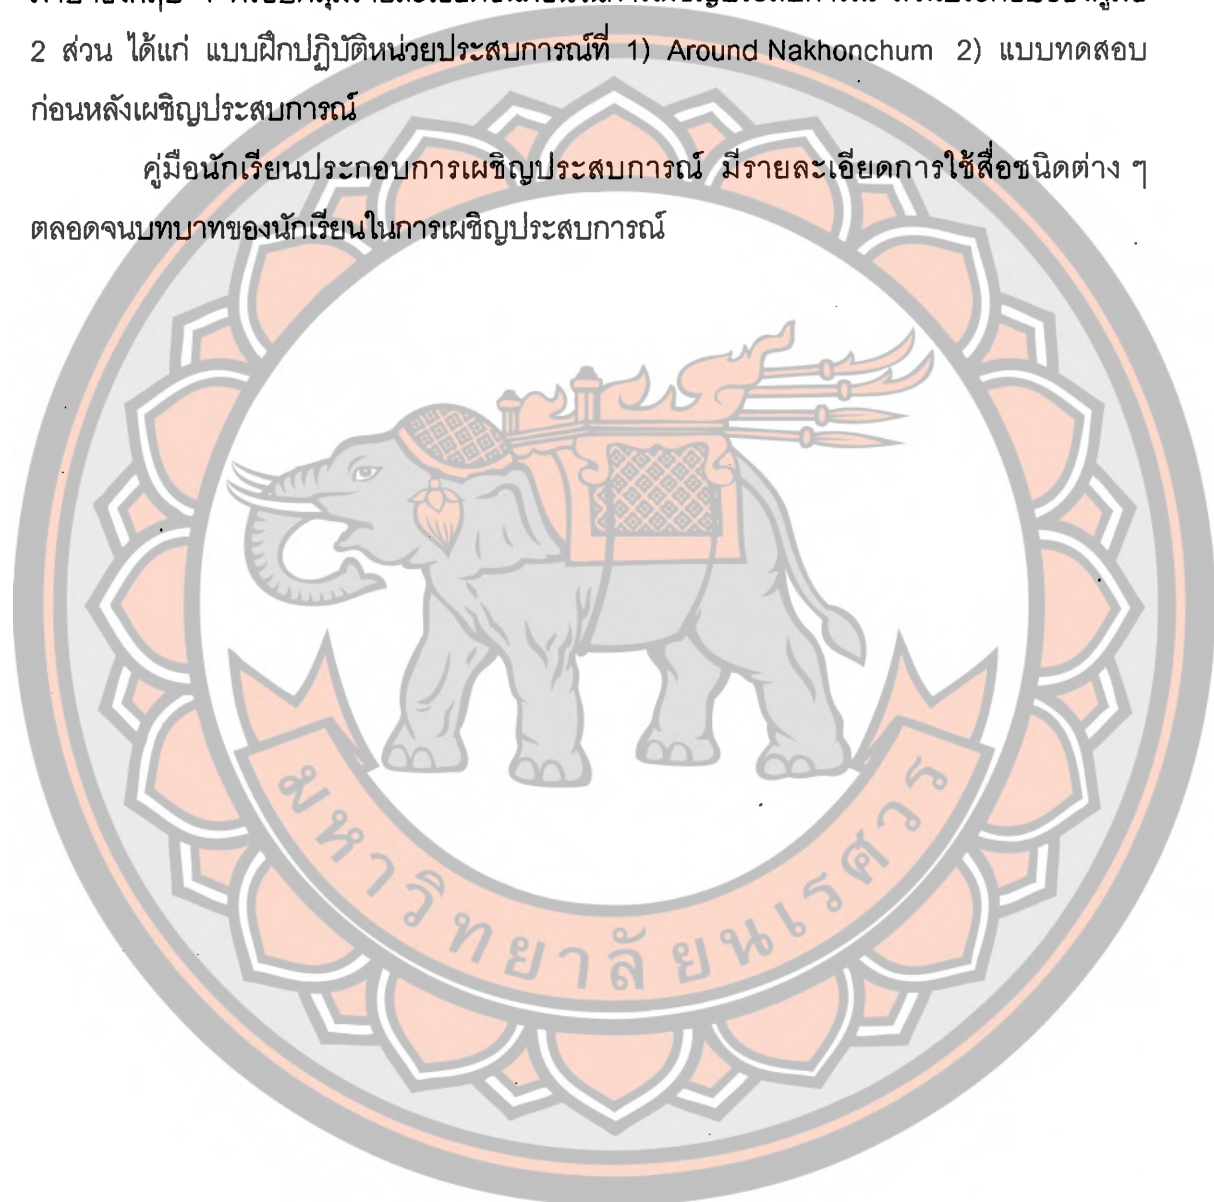 2 ส่วน ได้แก่ แบบฝึกปฏิบัติหน่วยประสบการณ์ที่ 1) Around Nakhonchum 2) แบบทดสอบ
ก่อนหลังเผชิญประสบการณ์
คู่มือนักเรียนประกอบการเผชิญประสบการณ์ มีรายละเอียดการใช้สื่อชนิดต่าง ๆ
ตลอดจนบทบาทของนักเรียนในการเผชิญประสบการณ์
มหาวิทยาลัยนเรศวร